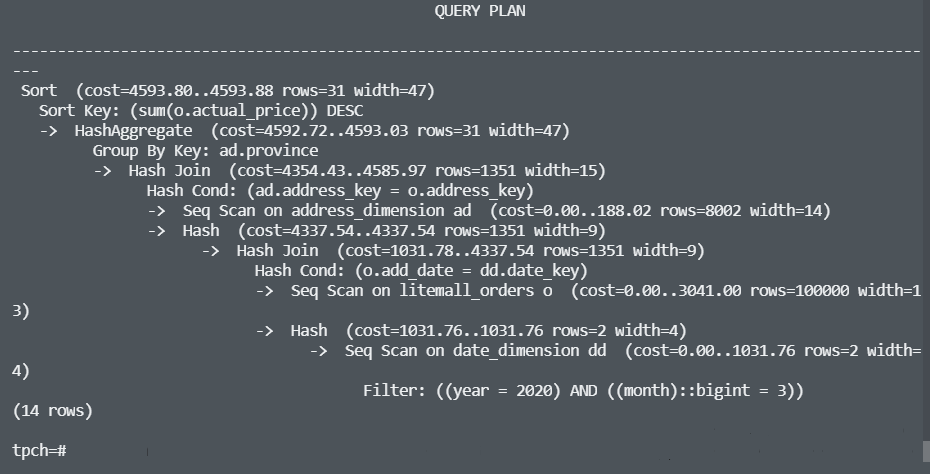 QUERY PLAN
-----------------------------------------------------------------------------------------------------
---
Sort  (cost=4593.80..4593.88 rows=31 width=47)
Sort Key: (sum(o.actual_price)) DESC
->  HashAggregate  (cost=4592.72..4593.03 rows=31 width=47)
Group By Key: ad.province
->  Hash Join  (cost=4354.43..4585.97 rows=1351 width=15)
Hash Cond: (ad.address_key = o.address_key)
->  Seq Scan on address_dimension ad  (cost=0.00..188.02 rows=8002 width=14)
->  Hash  (cost=4337.54..4337.54 rows=1351 width=9)
->  Hash Join  (cost=1031.78..4337.54 rows=1351 width=9)
Hash Cond: (o.add_date = dd.date_key)
->  Seq Scan on litemall_orders o  (cost=0.00..3041.00 rows=100000 width=1
3)
->  Hash  (cost=1031.76..1031.76 rows=2 width=4)
->  Seq Scan on date_dimension dd  (cost=0.00..1031.76 rows=2 width=
4)
Filter: ((year = 2020) AND ((month)::bigint = 3))
(14 rows)
tpch=#